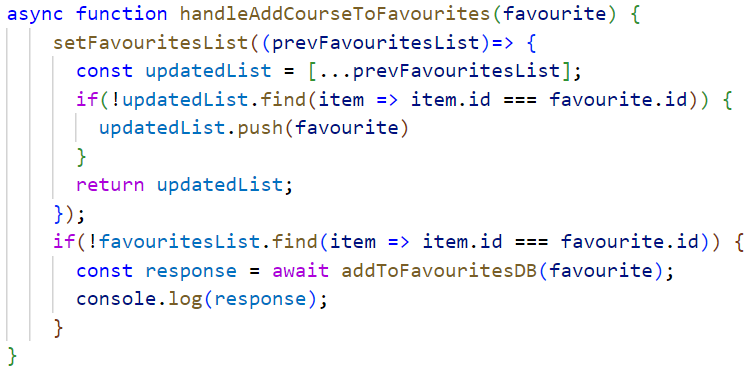 async function handleAddCourseToFavourites(favourite) {
    setFavouritesList((prevFavouritesList)=> {
      const updatedList = [...prevFavouritesList];
      if(!updatedList.find(item => item.id === favourite.id)) {
        updatedList.push(favourite)
      }
      return updatedList;
    });
    if(!favouritesList.find(item => item.id === favourite.id)) {
      const response = await addToFavouritesDB(favourite);
      console.log(response);
    }
}